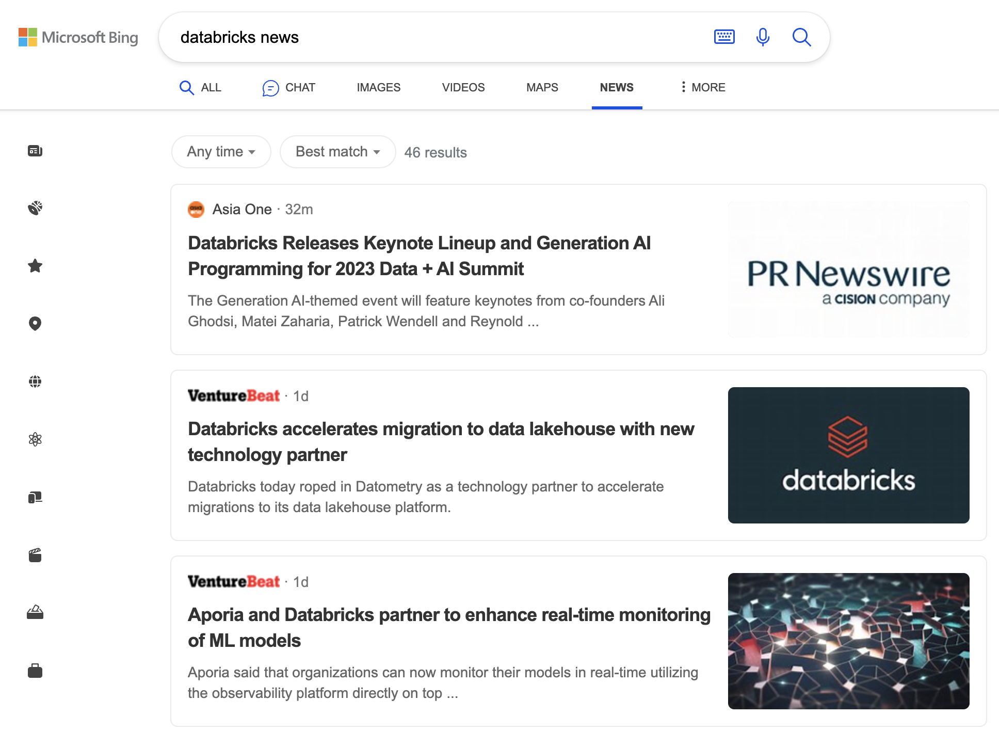 Microsoft Bing
databricks news
ALL
CHAT
IMAGES
VIDEOS
MAPS
NEWS
MORE
Any time
Best match
46 results
asia
one
Asia One · 32m
Databricks Releases Keynote Lineup and Generation AI
Programming for 2023 Data + AI Summit
The Generation AI-themed event will feature keynotes from co-founders Ali
Ghodsi, Matei Zaharia, Patrick Wendell and Reynold ...
PR Newswire
a CISION company
VentureBeat · 1d
Databricks accelerates migration to data lakehouse with new
technology partner
Databricks today roped in Datometry as a technology partner to accelerate
migrations to its data lakehouse platform.
databricks
VentureBeat · 1d
Aporia and Databricks partner to enhance real-time monitoring
of ML models
Aporia said that organizations can now monitor their models in real-time utilizing
the observability platform directly on top ...